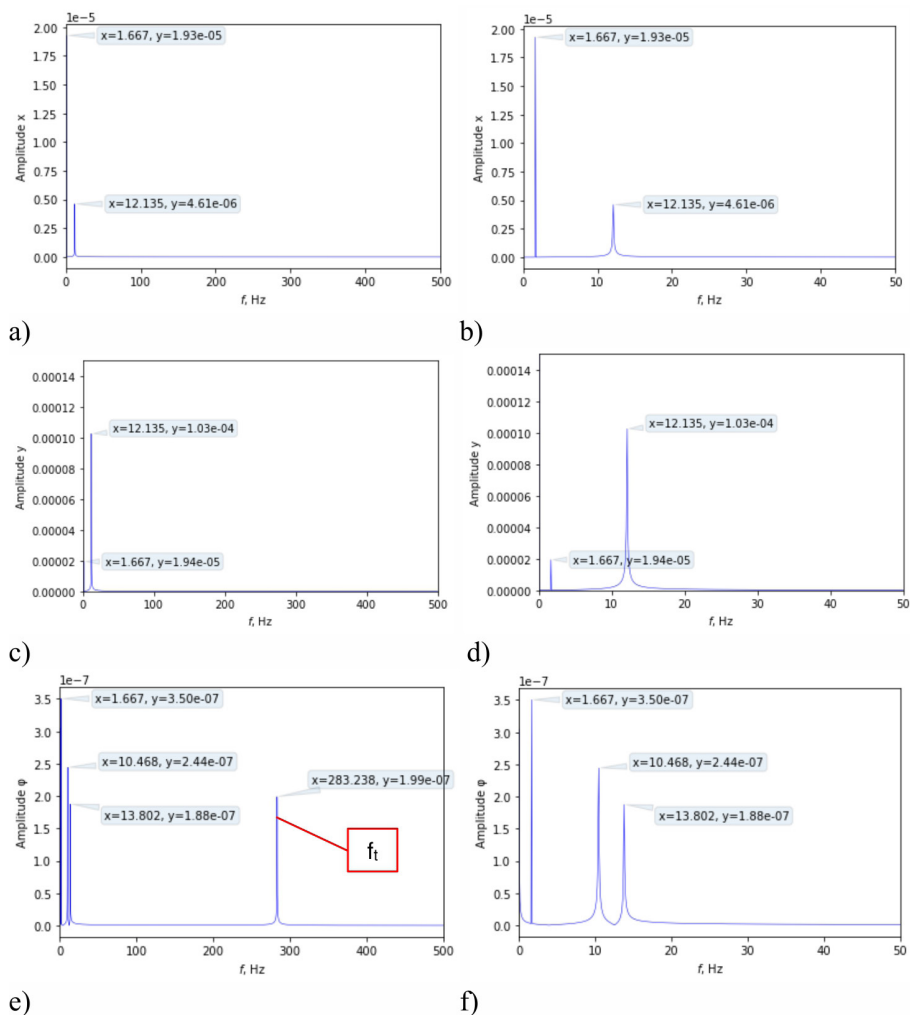 1e−5
2.00
1.75
1.50
1.25
1.00
0.75
0.50
0.25
0.00
Amplitude x
x=1.667, y=1.93e-05
x=12.135, y=4.61e-06
0 100 200 300 400 500
f, Hz
a)
1e−5
2.00
1.75
1.50
1.25
1.00
0.75
0.50
0.25
0.00
Amplitude x
x=1.667, y=1.93e-05
x=12.135, y=4.61e-06
0 10 20 30 40 50
f, Hz
b)
0.00014
0.00012
0.00010
0.00008
0.00006
0.00004
0.00002
0.00000
Amplitude y
x=12.135, y=1.03e-04
x=1.667, y=1.94e-05
0 100 200 300 400 500
f, Hz
c)
0.00014
0.00012
0.00010
0.00008
0.00006
0.00004
0.00002
0.00000
Amplitude y
x=12.135, y=1.03e-04
x=1.667, y=1.94e-05
0 10 20 30 40 50
f, Hz
d)
1e−7
3.5
3.0
2.5
2.0
1.5
1.0
0.5
0.0
Amplitude φ
x=1.667, y=3.50e-07
x=10.468, y=2.44e-07
x=283.238, y=1.99e-07
x=13.802, y=1.88e-07
fₜ
0 100 200 300 400 500
f, Hz
e)
1e−7
3.5
3.0
2.5
2.0
1.5
1.0
0.5
0.0
Amplitude φ
x=1.667, y=3.50e-07
x=10.468, y=2.44e-07
x=13.802, y=1.88e-07
0 10 20 30 40 50
f, Hz
f)